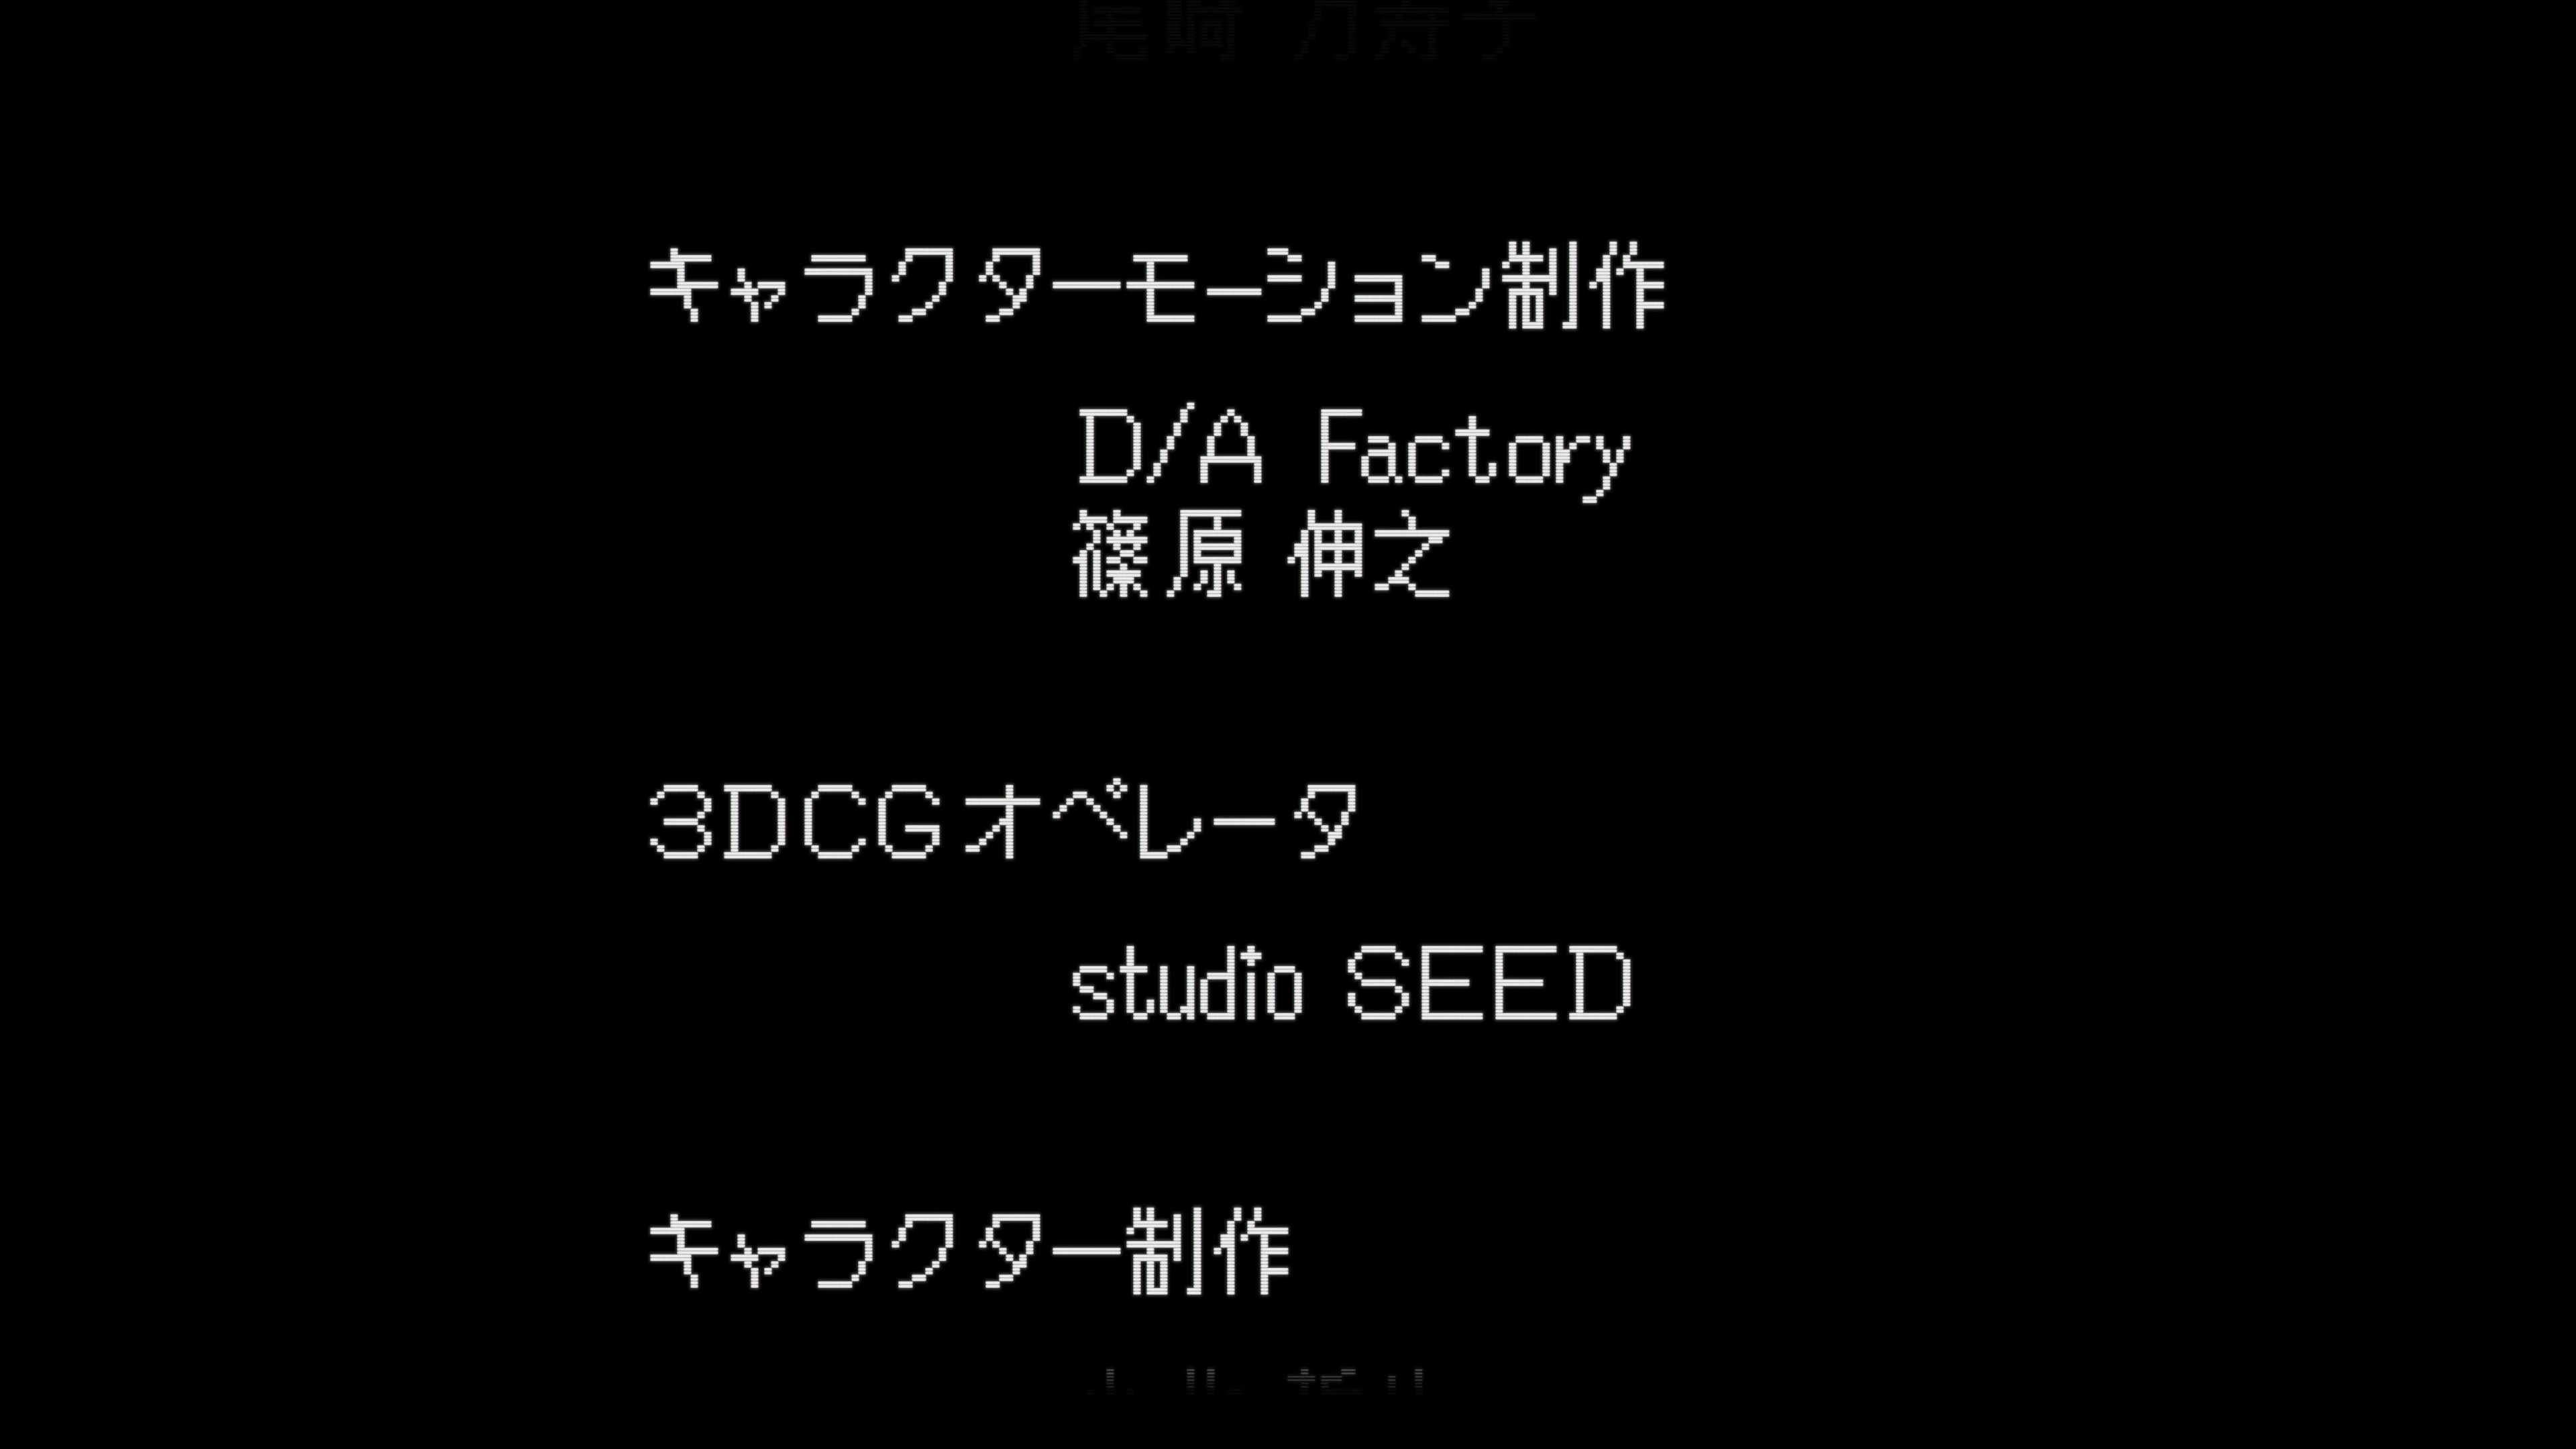 キャラクターモーション制作
D/A Factory
篠原 伸之
3DCGオペレータ
studio SEED
キャラクター制作